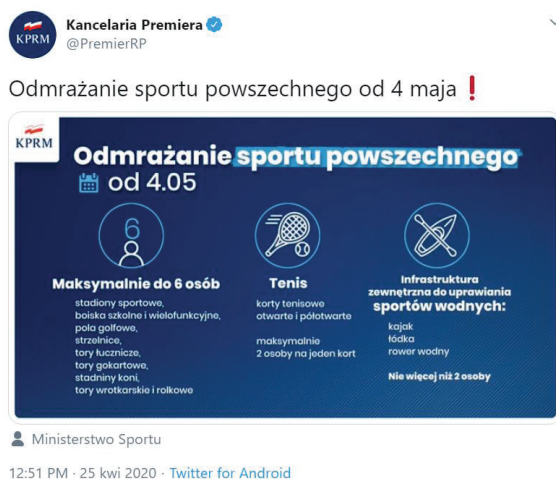 Kancelaria Premiera
KPRM
@PremierRP
Odmrażanie sportu powszechnego od 4 maja ❗
KPRM
Odmrażanie sportu powszechnego
od 4.05
6
Maksymalnie do 6 osób
stadiony sportowe,
boiska szkolne i wielofunkcyjne,
pola golfowe,
strzelnice,
tory łucznicze,
tory gokartowe,
stadniny koni,
tory wrotkarskie i rolkowe
Tenis
korty tenisowe
otwarte i półotwarte
maksymalnie
2 osoby na jeden kort
Infrastruktura
zewnętrzna do uprawiania
sportów wodnych:
kajak
łódka
rower wodny
Nie więcej niż 2 osoby
Ministerstwo Sportu
12:51 PM · 25 kwi 2020 · Twitter for Android